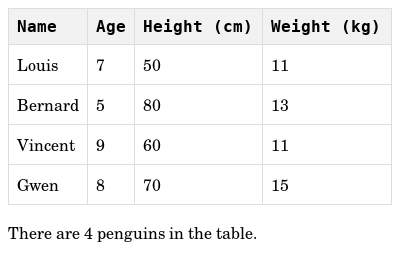 Name Age Height (cm) Weight (kg)
Louis 7 50 11
Bernard 5 80 13
Vincent 9 60 11
Gwen 8 70 15
There are 4 penguins in the table.